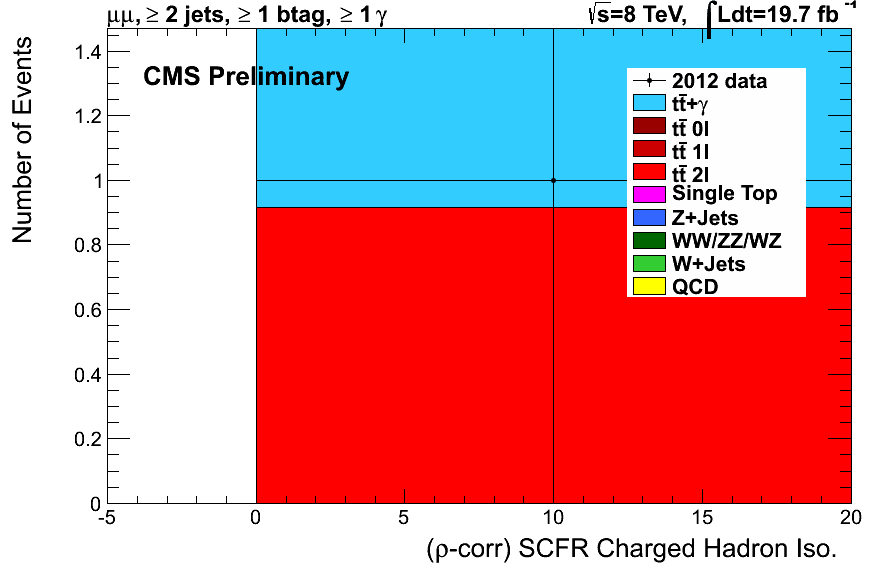 μμ, ≥ 2 jets, ≥ 1 btag, ≥ 1 γ
√s=8 TeV, ∫Ldt=19.7 fb⁻¹
CMS Preliminary
2012 data
tt̄+γ
tt̄ 0l
tt̄ 1l
tt̄ 2l
Single Top
Z+Jets
WW/ZZ/WZ
W+Jets
QCD
Number of Events
1.4
1.2
1
0.8
0.6
0.4
0.2
0
-5
0
5
10
15
20
(ρ-corr) SCFR Charged Hadron Iso.